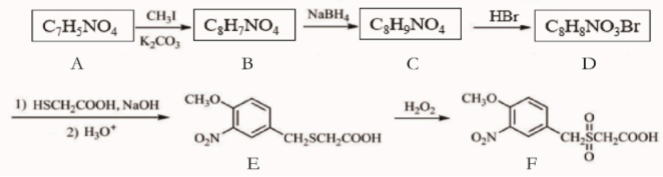 C₇H₅NO₄ CH₃I K₂CO₃ C₈H₇NO₄ NaBH₄ C₈H₉NO₄ HBr C₈H₈NO₃Br
A B C D
1) HSCH₂COOH, NaOH
2) H₃O⁺
CH₃O O₂N CH₂SCH₂COOH
H₂O₂
CH₃O O₂N O CH₂SCH₂COOH O
E F